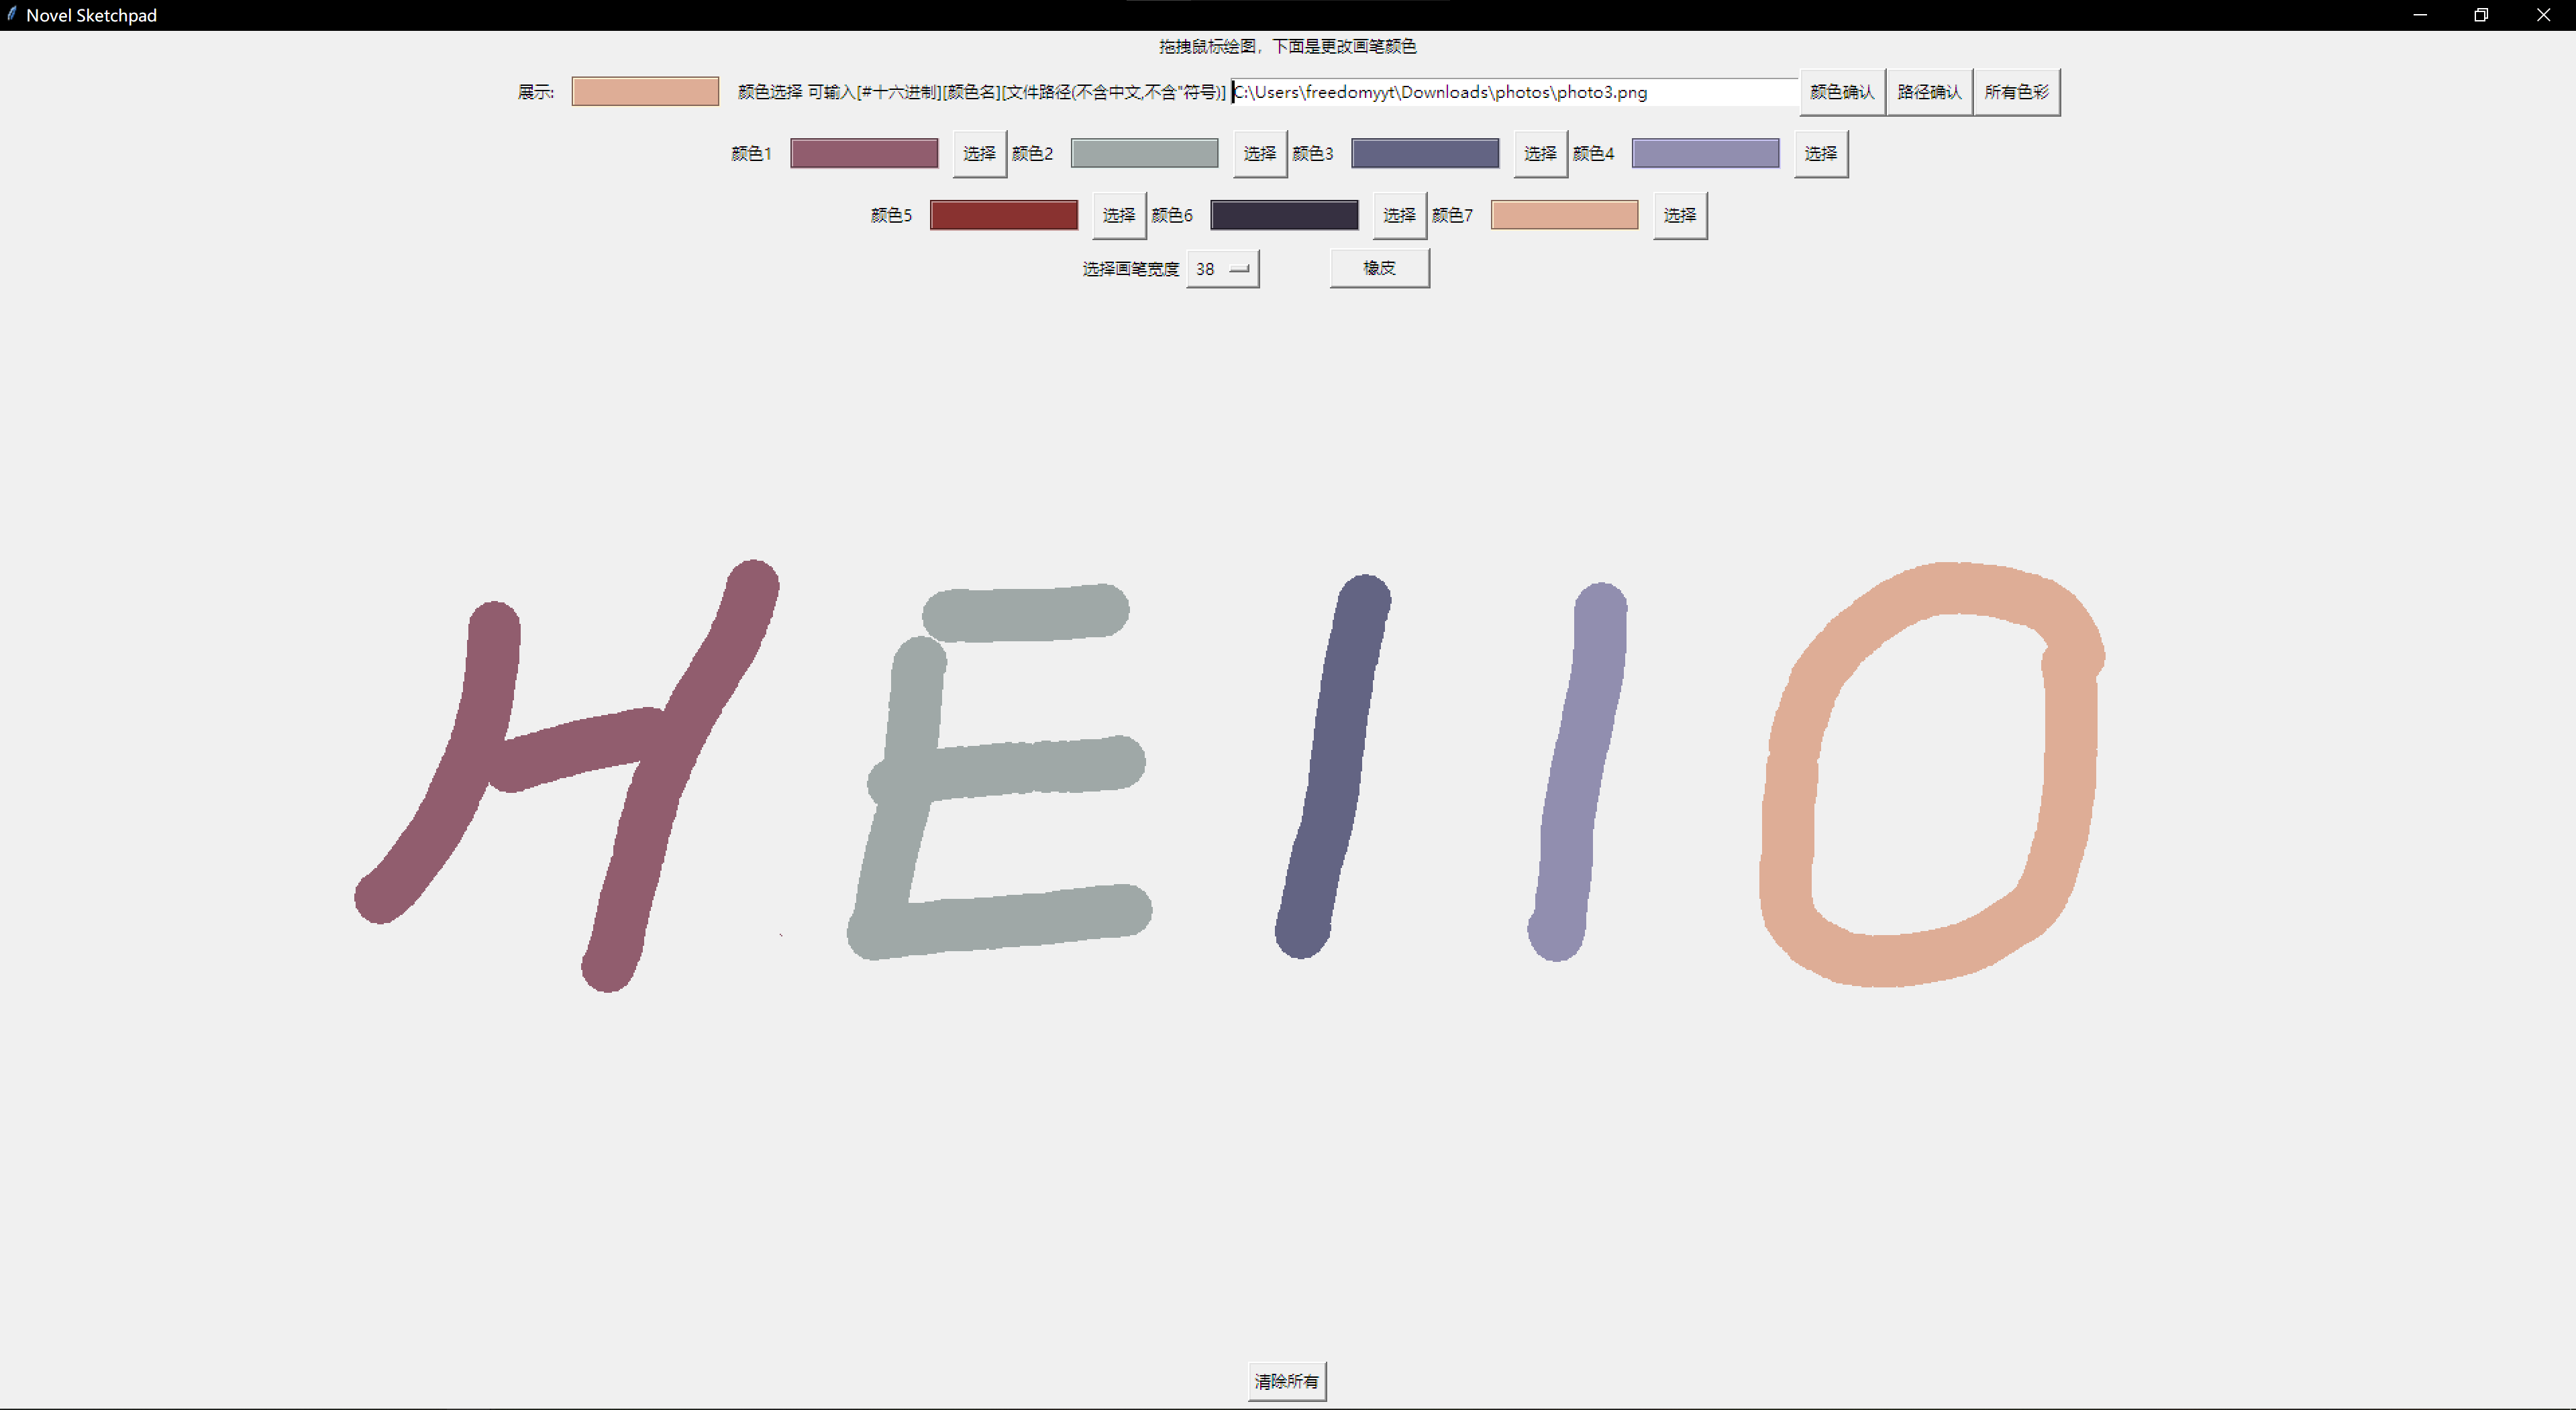 Novel Sketchpad
拖拽鼠标绘图，下面是更改画笔颜色
展示: 颜色选择 可输入[#十六进制][颜色名][文件路径(不含中文,不含"符号)] C:\Users\freedomyyt\Downloads\photos\photo3.png 颜色确认 路径确认 所有色彩
颜色1 选择 颜色2 选择 颜色3 选择 颜色4 选择
颜色5 选择 颜色6 选择 颜色7 选择
选择画笔宽度 38 橡皮
HEllO
清除所有